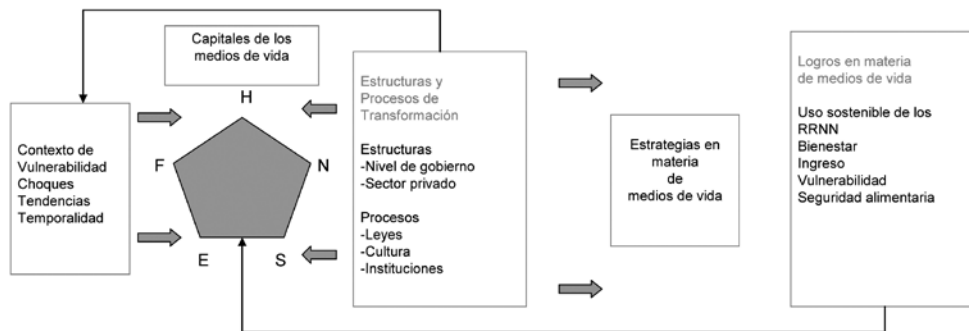 Capitales de los
medios de vida
H
F
N
E
S
Contexto de
Vulnerabilidad
Choques
Tendencias
Temporalidad
Estructuras y
Procesos de
Transformación
Estructuras
-Nivel de gobierno
-Sector privado
Procesos
-Leyes
-Cultura
-Instituciones
Estrategias en
materia
de
medios de vida
Logros en materia
de medios de vida
Uso sostenible de los
RRNN
Bienestar
Ingreso
Vulnerabilidad
Seguridad alimentaria